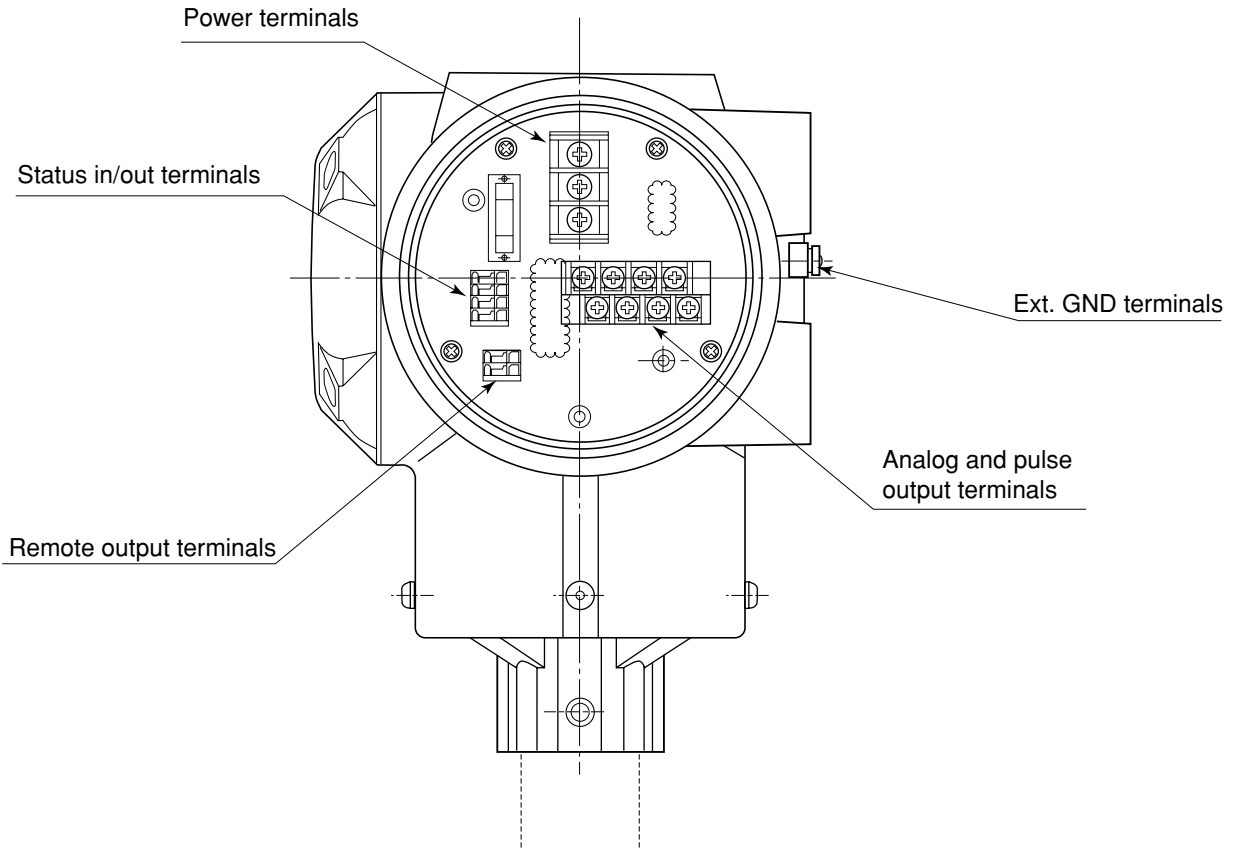 Power terminals
Status in/out terminals
Ext. GND terminals
Analog and pulse
output terminals
Remote output terminals